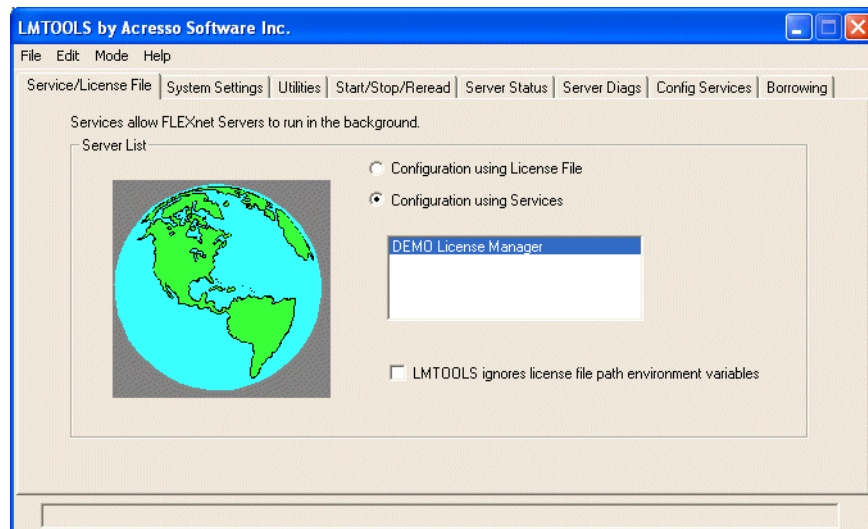 LMTOOLS by Acresso Software Inc.
File Edit Mode Help
Service/License File System Settings Utilities Start/Stop/Reread Server Status Server Diags Config Services Borrowing
Services allow FLEXnet Servers to run in the background.
Server List
Configuration using License File
Configuration using Services
DEMO License Manager
LMTOOLS ignores license file path environment variables